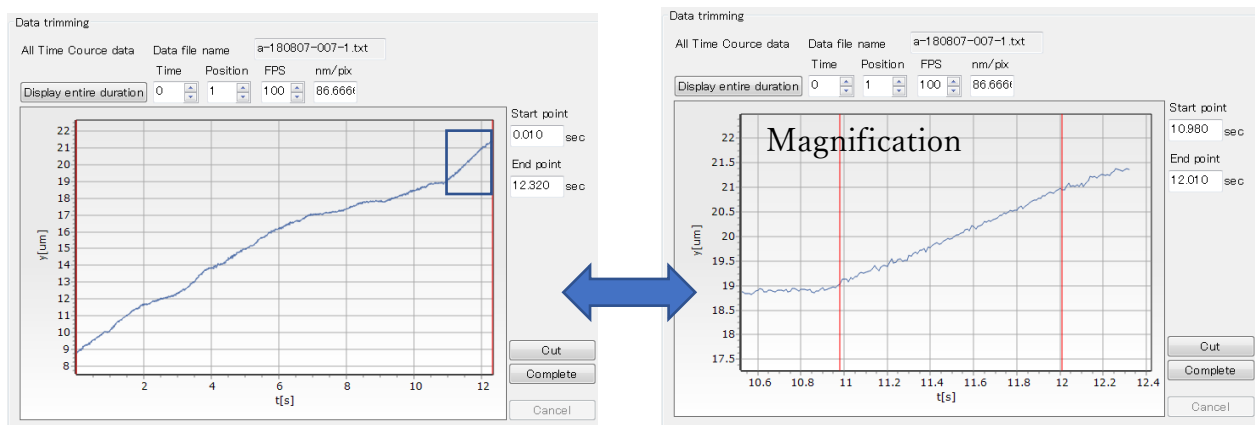 Data trimming
All Time Cource data Data file name a-180807-007-1.txt
Time Position FPS nm/pix
Display entire duration 0 1 100 86.6666
Start point
0.010 sec
End point
12.320 sec
22
21
20
19
18
17
16
15
14
13
12
11
10
9
8
y[um]
2 4 6 8 10 12
t[s]
Cut
Complete
Cancel
Data trimming
All Time Cource data Data file name a-180807-007-1.txt
Time Position FPS nm/pix
Display entire duration 0 1 100 86.6666
Magnification
Start point
10.980 sec
End point
12.010 sec
22
21.5
21
20.5
20
19.5
19
18.5
18
17.5
y[um]
10.6 10.8 11 11.2 11.4 11.6 11.8 12 12.2 12.4
t[s]
Cut
Complete
Cancel